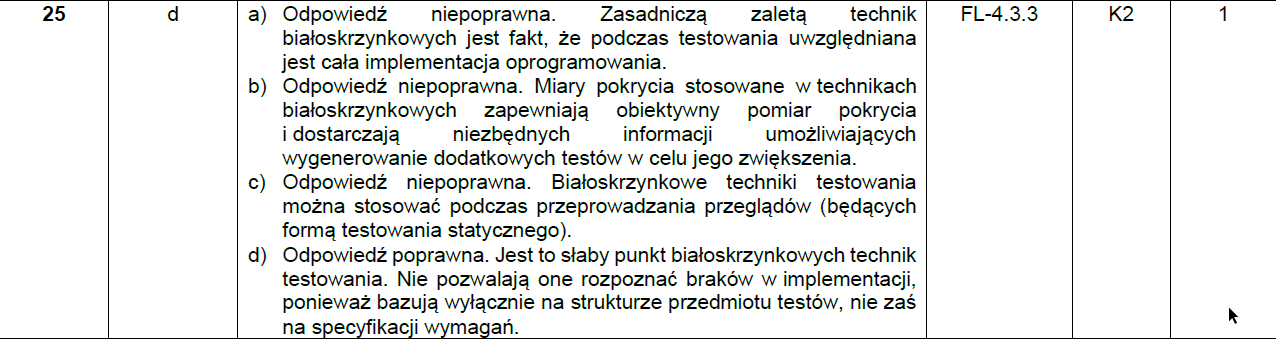 25
d
a) Odpowiedź niepoprawna. Zasadniczą zaletą technik
białoskrzynkowych jest fakt, że podczas testowania uwzględniana
jest cała implementacja oprogramowania.
b) Odpowiedź niepoprawna. Miary pokrycia stosowane w technikach
białoskrzynkowych zapewniają obiektywny pomiar pokrycia
i dostarczają niezbędnych informacji umożliwiających
wygenerowanie dodatkowych testów w celu jego zwiększenia.
c) Odpowiedź niepoprawna. Białoskrzynkowe techniki testowania
można stosować podczas przeprowadzania przeglądów (będących
formą testowania statycznego).
d) Odpowiedź poprawna. Jest to słaby punkt białoskrzynkowych technik
testowania. Nie pozwalają one rozpoznać braków w implementacji,
ponieważ bazują wyłącznie na strukturze przedmiotu testów, nie zaś
na specyfikacji wymagań.
FL-4.3.3
K2
1